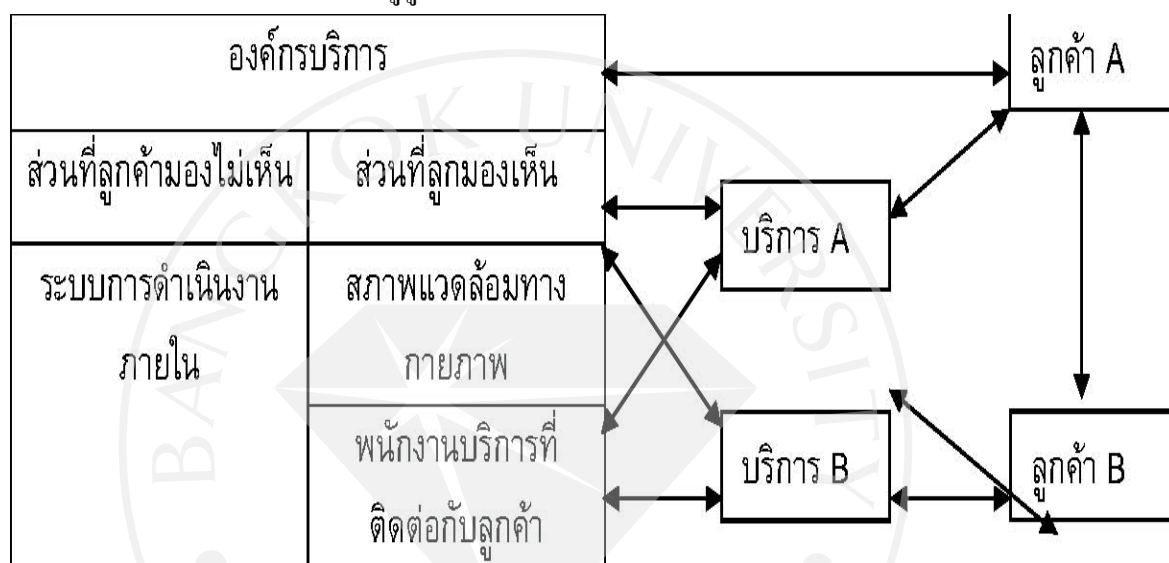 องค์กรบริการ
ลูกค้า A
ส่วนที่ลูกค้ามองไม่เห็น
ส่วนที่ลูกมองเห็น
บริการ A
ระบบการดำเนินงาน
ภายใน
สภาพแวดล้อมทาง
กายภาพ
พนักงานบริการที่
ติดต่อกับลูกค้า
บริการ B
ลูกค้า B
BANGKOK UNIVERSITY